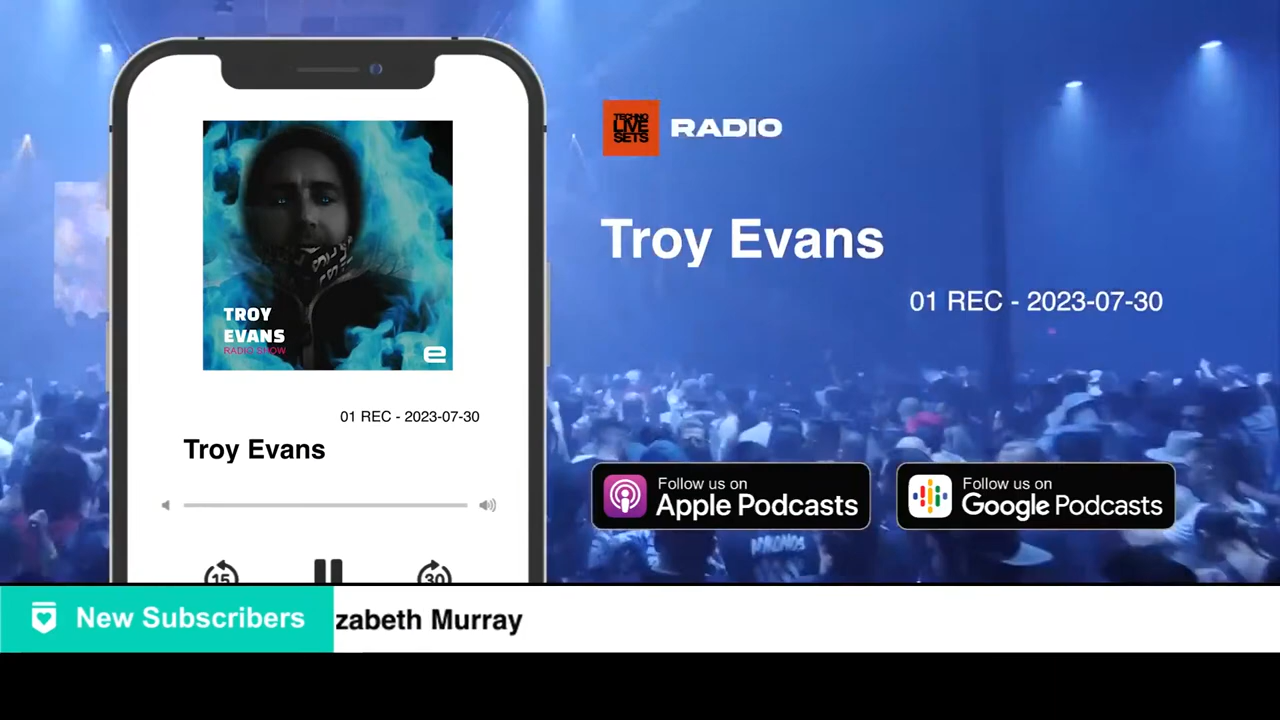 TECHNO
LIVE
SETS
RADIO
Troy Evans
01 REC - 2023-07-30
TROY
EVANS
RADIO SHOW
e
01 REC - 2023-07-30
Troy Evans
15
30
Follow us on
Apple Podcasts
Follow us on
Google Podcasts
New Subscribers
zabeth Murray